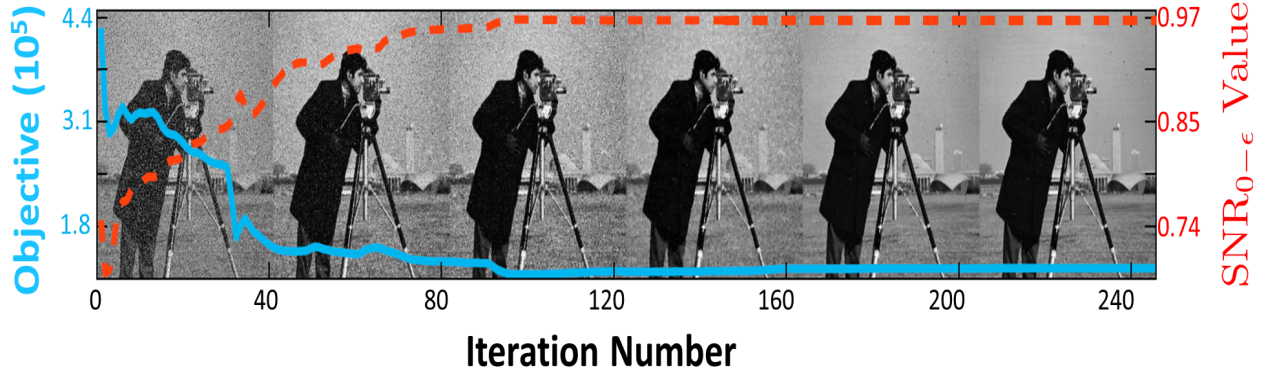 Objective (10⁵)
4.4
3.1
1.8
0.97
0.85
0.74
SNR₀₋ϵ Value
0 40 80 120 160 200 240
Iteration Number